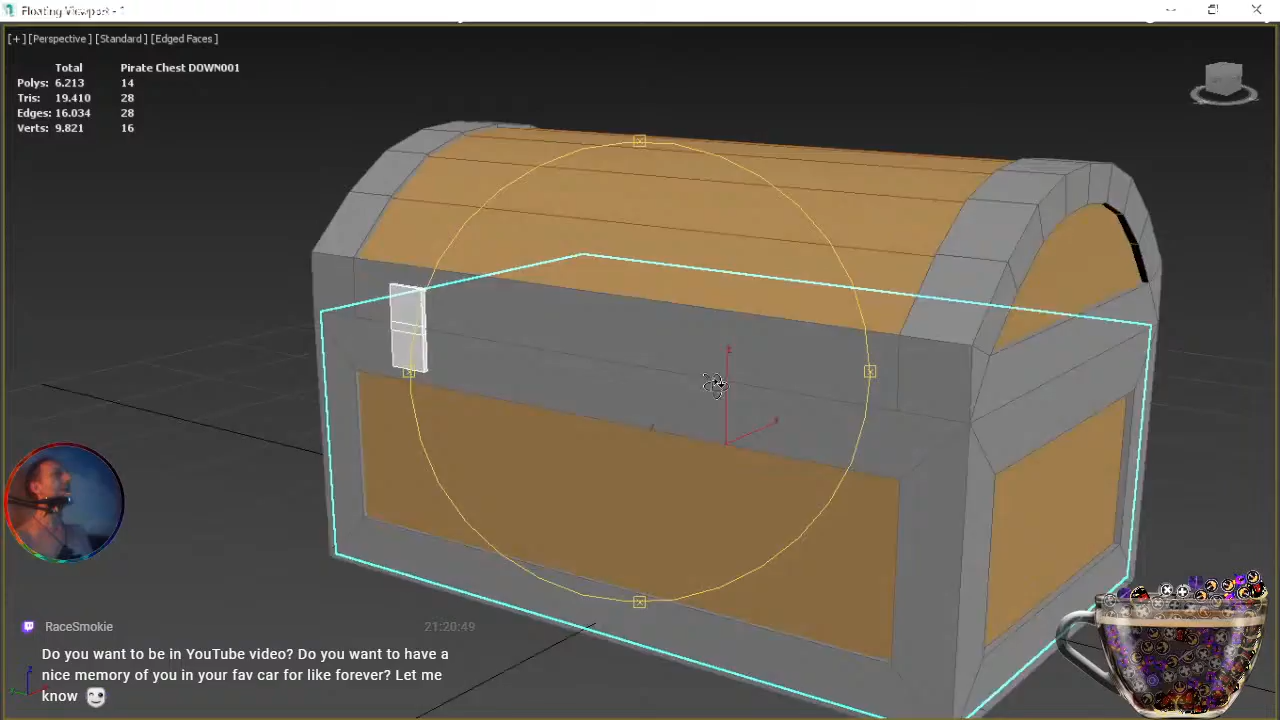 Floating Viewport - 1
[+] [Perspective] [Standard] [Edged Faces]
Total Pirate Chest DOWN001
Polys: 6.213 14
Tris: 19.410 28
Edges: 16.034 28
Verts: 9.821 16
RaceSmokie 21:20:49
Do you want to be in YouTube video? Do you want to have a
nice memory of you in your fav car for like forever? Let me
know